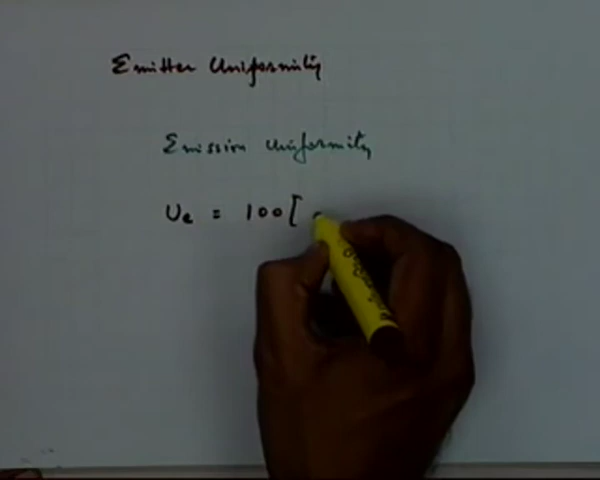 Emitter Uniformity
Emission Uniformity
Ue = 100 [